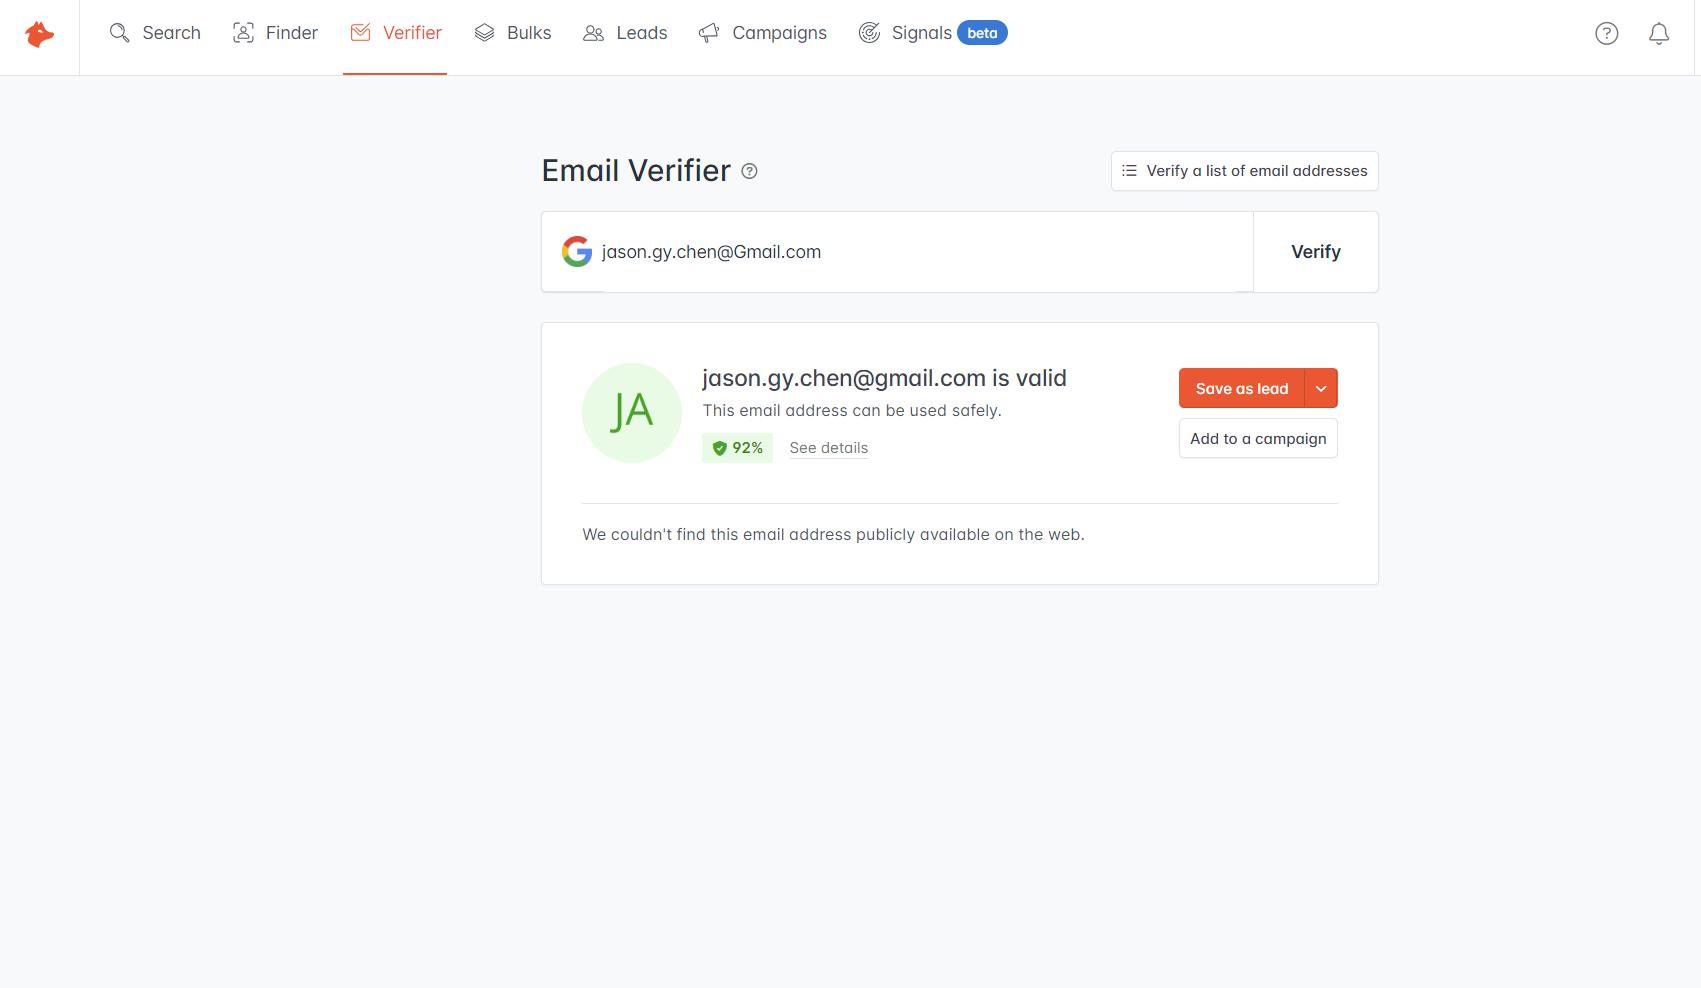 Search
Finder
Verifier
Bulks
Leads
Campaigns
Signals beta
?
Email Verifier ?
Verify a list of email addresses
jason.gy.chen@Gmail.com
Verify
JA
jason.gy.chen@gmail.com is valid
This email address can be used safely.
92% See details
Save as lead
Add to a campaign
We couldn't find this email address publicly available on the web.